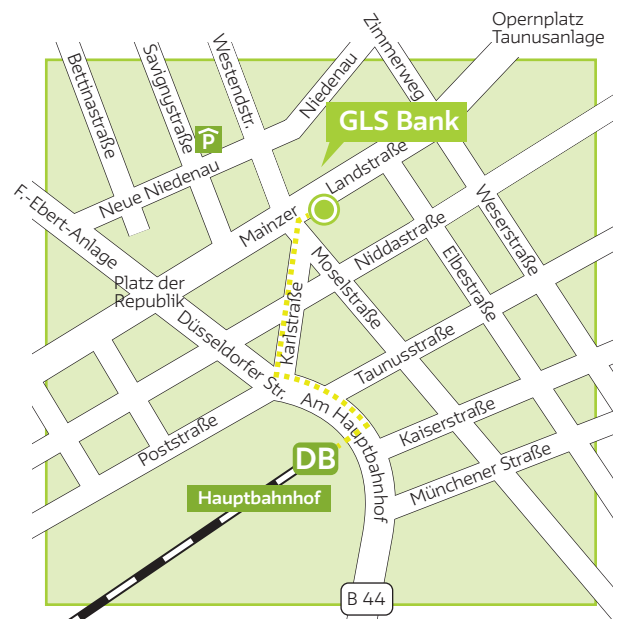 Opernplatz
Taunusanlage
Zimmerweg
Bettinastraße
Savignystraße
Westendstr.
Niedenau
GLS Bank
P
Landstraße
Neue Niedenau
F.-Ebert-Anlage
Mainzer
Weserstraße
Niddastraße
Elbestraße
Moselstraße
Platz der
Republik
Karlstraße
Düsseldorfer Str.
Taunusstraße
Am Hauptbahnhof
Kaiserstraße
Poststraße
DB
Münchener Straße
Hauptbahnhof
B 44